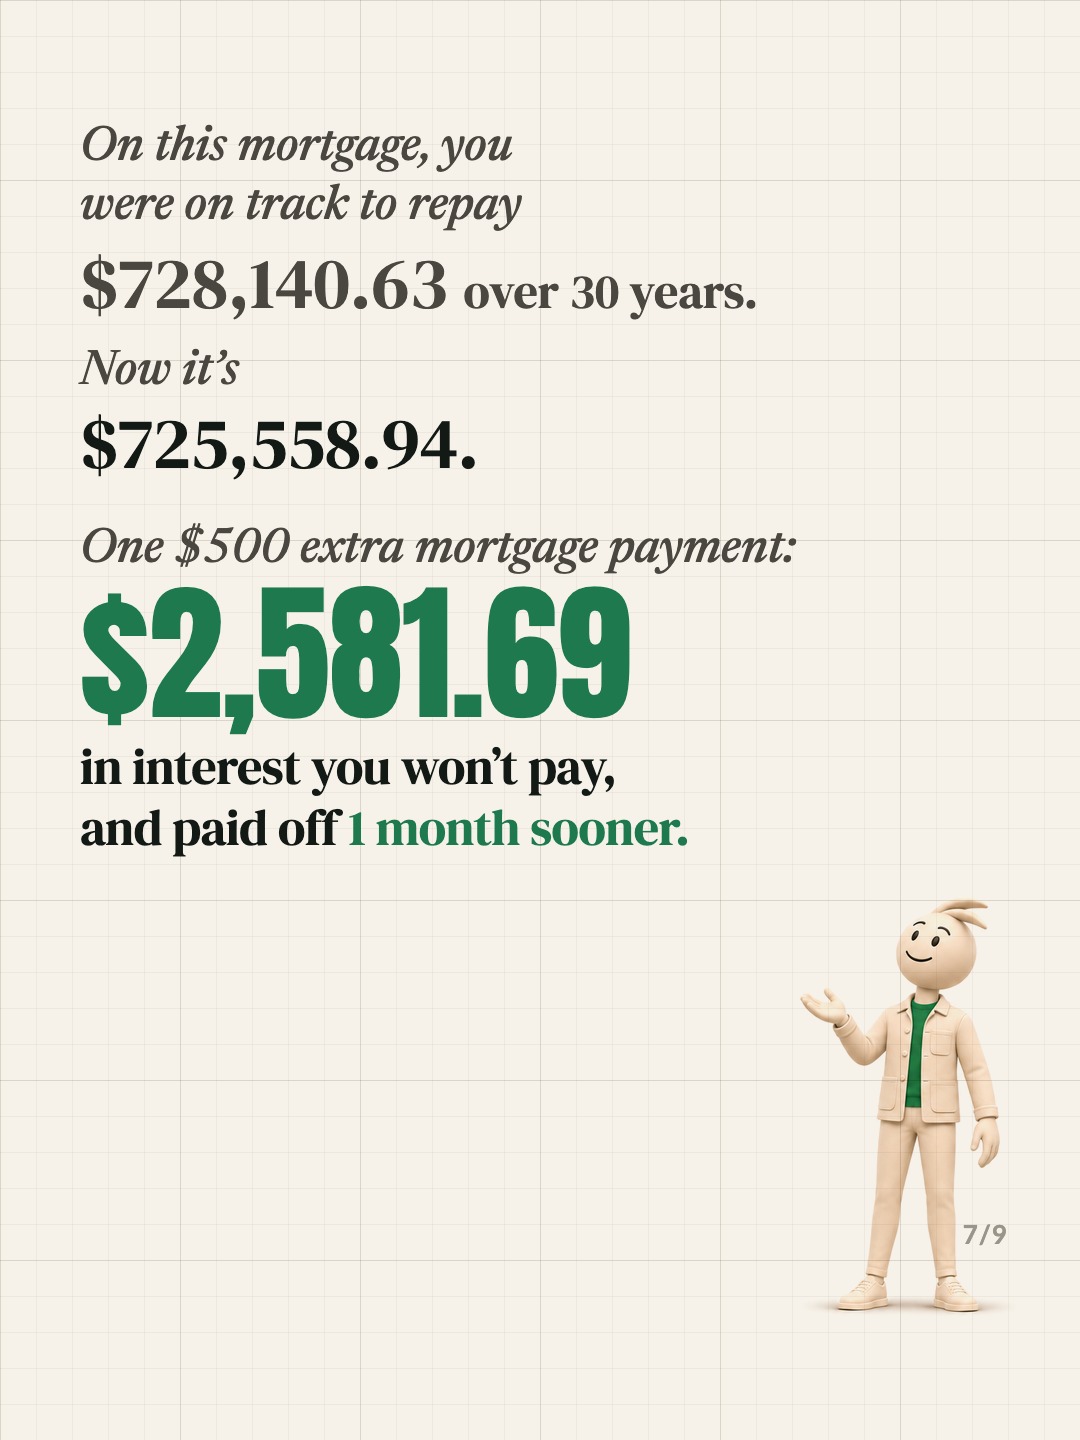 On this mortgage, you
were on track to repay
$728,140.63 over 30 years.
Now it’s
$725,558.94.
One $500 extra mortgage payment:
$2,581.69
in interest you won’t pay,
and paid off 1 month sooner.
7/9